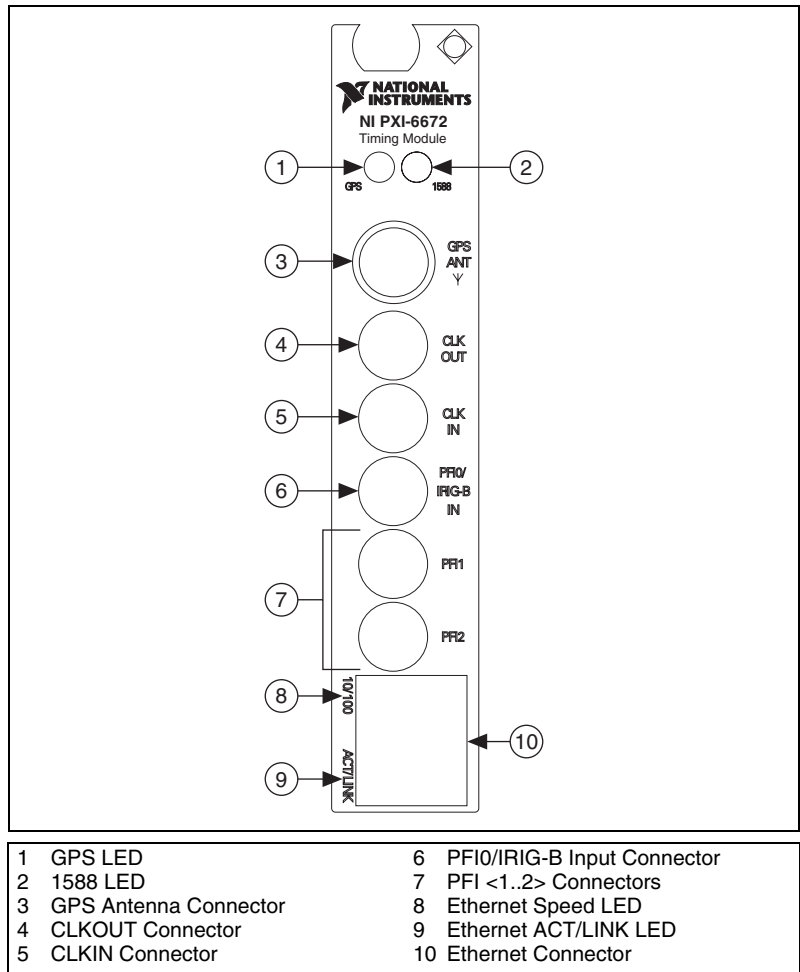 NATIONAL
INSTRUMENTS
NI PXI-6672
Timing Module
1
2
GPS
1588
3
GPS
ANT
4
CLK
OUT
5
CLK
IN
6
PFI0/
IRIG-B
IN
7
PFI1
PFI2
8
10/100
9
ACT/LINK
10
1 GPS LED
2 1588 LED
3 GPS Antenna Connector
4 CLKOUT Connector
5 CLKIN Connector
6 PFI0/IRIG-B Input Connector
7 PFI <1..2> Connectors
8 Ethernet Speed LED
9 Ethernet ACT/LINK LED
10 Ethernet Connector